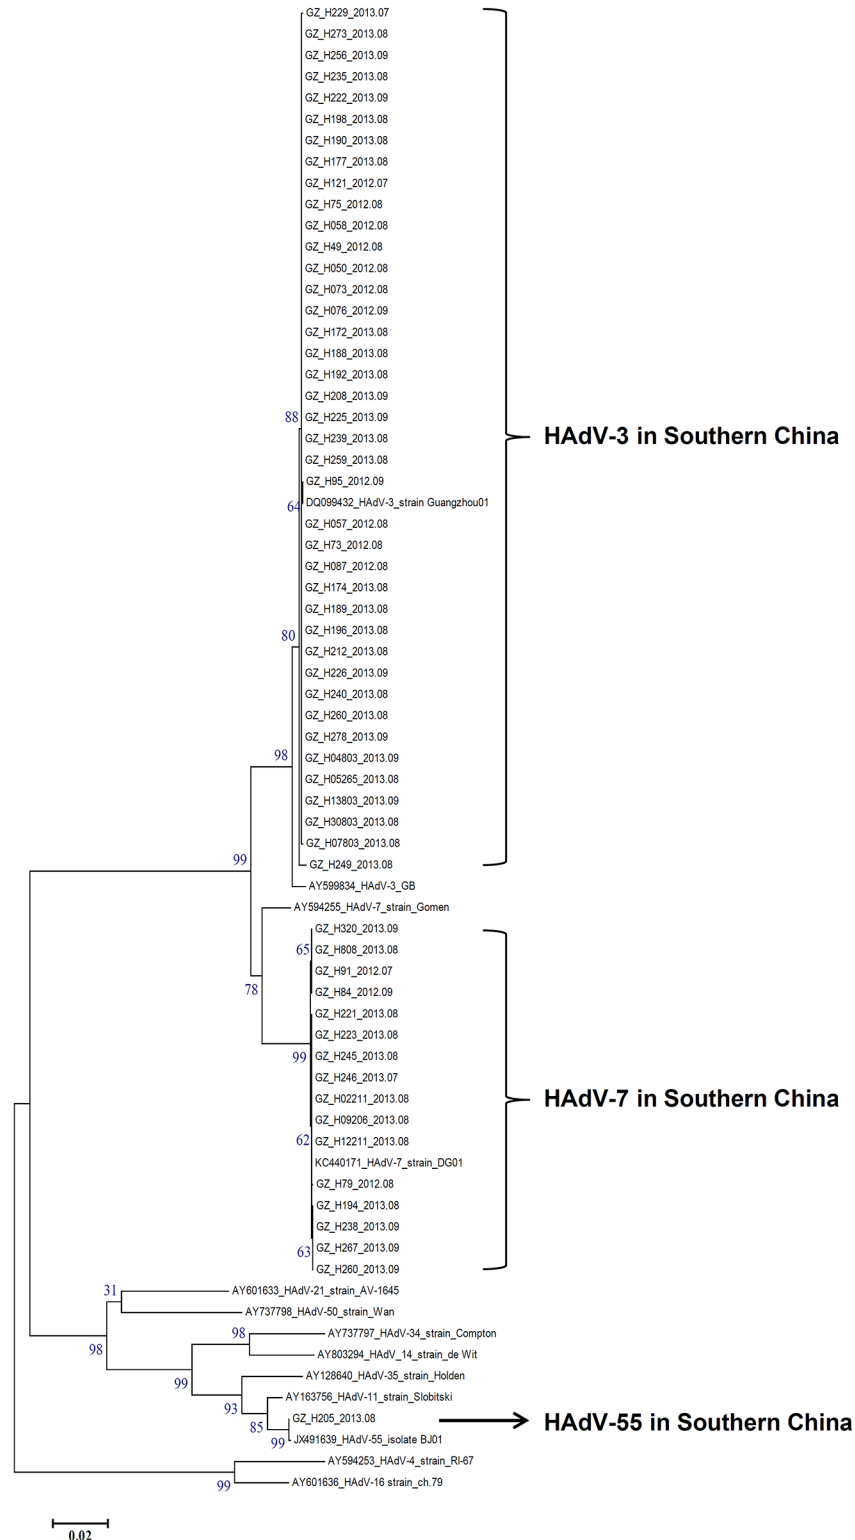 GZ_H229_2013.07
GZ_H273_2013.08
GZ_H256_2013.09
GZ_H235_2013.08
GZ_H222_2013.09
GZ_H198_2013.08
GZ_H190_2013.08
GZ_H177_2013.08
GZ_H121_2012.07
GZ_H75_2012.08
GZ_H058_2012.08
GZ_H49_2012.08
GZ_H050_2012.08
GZ_H073_2012.08
GZ_H076_2012.09
GZ_H172_2013.08
GZ_H188_2013.08
GZ_H192_2013.08
GZ_H208_2013.09
88
GZ_H225_2013.09
HAdV-3 in Southern China
GZ_H239_2013.08
GZ_H259_2013.08
GZ_H95_2012.09
DQ099432_HAdV-3_strain Guangzhou01
64
GZ_H057_2012.08
GZ_H73_2012.08
GZ_H087_2012.08
GZ_H174_2013.08
GZ_H189_2013.08
GZ_H196_2013.08
80
GZ_H212_2013.08
GZ_H226_2013.09
GZ_H240_2013.08
GZ_H260_2013.08
GZ_H278_2013.09
98
GZ_H04803_2013.09
GZ_H05265_2013.08
GZ_H13803_2013.09
GZ_H30803_2013.08
GZ_H07803_2013.08
99
GZ_H249_2013.08
AY599834_HAdV-3_GB
AY594255_HAdV-7_strain_Gomen
GZ_H320_2013.09
65
GZ_H808_2013.08
GZ_H91_2012.07
78
GZ_H84_2012.09
GZ_H221_2013.08
GZ_H223_2013.08
99
GZ_H245_2013.08
GZ_H246_2013.07
GZ_H02211_2013.08
HAdV-7 in Southern China
GZ_H09206_2013.08
62
GZ_H12211_2013.08
KC440171_HAdV-7_strain_DG01
GZ_H79_2012.08
GZ_H194_2013.08
GZ_H238_2013.09
63
GZ_H267_2013.09
GZ_H260_2013.09
31
AY601633_HAdV-21_strain_AV-1645
AY737798_HAdV-50_strain_Wan
98
98
AY737797_HAdV-34_strain_Compton
AY803294_HAdV_14_strain_de Wit
99
AY128640_HAdV-35_strain_Holden
93
AY163756_HAdV-11_strain_Slobitski
85
GZ_H205_2013.08
HAdV-55 in Southern China
99
JX491639_HAdV-55_isolate BJ01
AY594253_HAdV-4_strain_RI-67
99
AY601636_HAdV-16 strain_ch.79
0.02